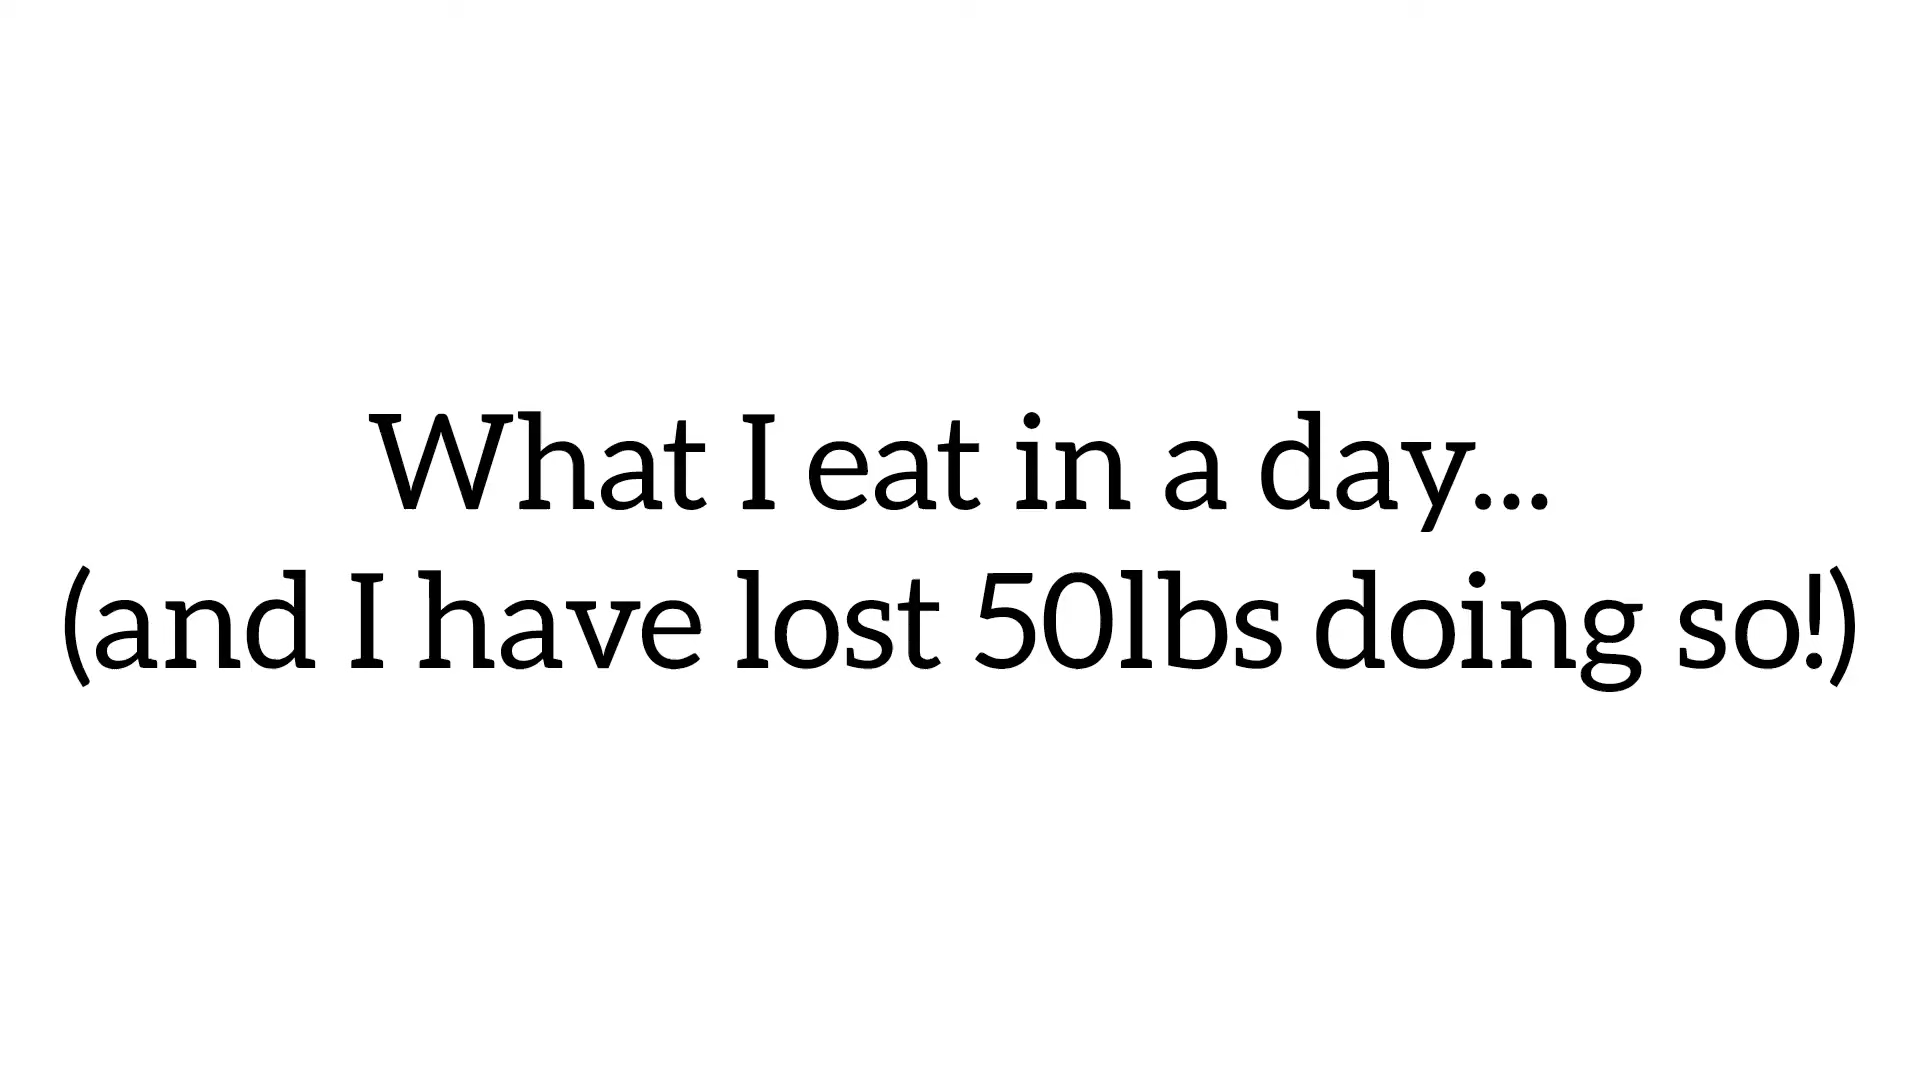 What I eat in a day...
(and I have lost 50lbs doing so!)